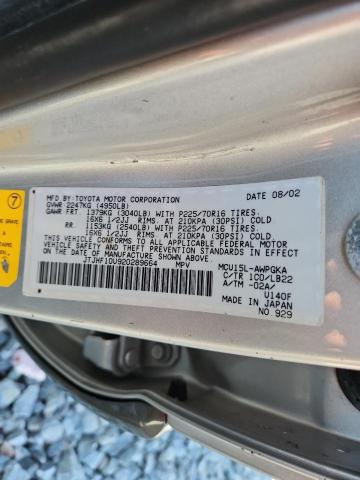 7
MFD.BY:TOYOTA MOTOR CORPORATION DATE 08/02
GVWR 2247KG (4950LB)
GAWR FRT. 1379KG (3040LB) WITH P225/70R16 TIRES,
16X6 1/2JJ RIMS, AT 210KPA (30PSI) COLD.
RR. 1153KG (2540LB) WITH P225/70R16 TIRES,
16X6 1/2JJ RIMS, AT 210KPA (30PSI) COLD.
THIS VEHICLE CONFORMS TO ALL APPLICABLE FEDERAL MOTOR
VEHICLE SAFETY AND THEFT PREVENTION STANDARDS IN
EFFECT ON THE DATE OF MANUFACTURE SHOWN ABOVE.
JTJHF10U920289664 MPV MCU15L-AWPGKA
C/TR 1C0/LB22
A/TM -02A/
U140F
MADE IN JAPAN
NO 929